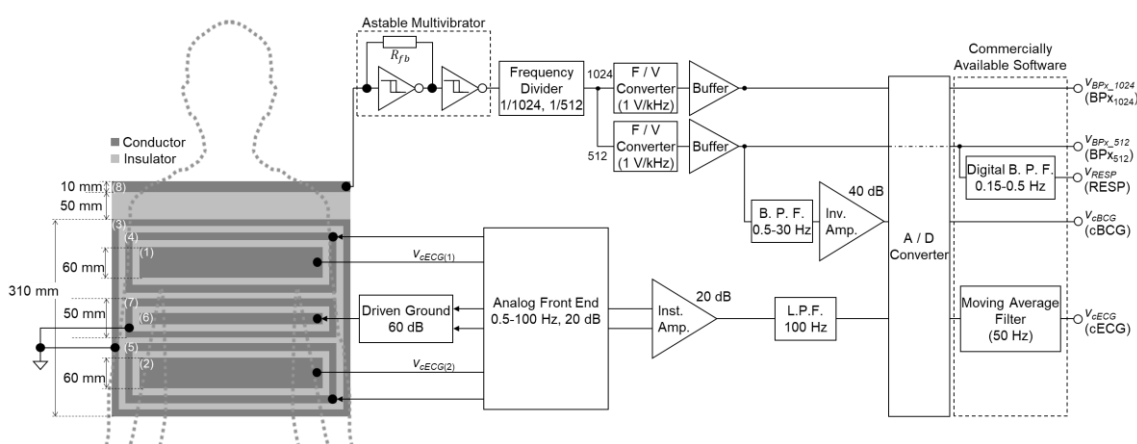 Astable Multivibrator
R_fb
Frequency
Divider
1/1024, 1/512
1024
512
F / V
Converter
(1 V/kHz)
Buffer
F / V
Converter
(1 V/kHz)
Buffer
Commercially
Available Software
V_BPx_1024
(BPx1024)
V_BPx_512
(BPx512)
Digital B. P. F.
0.15-0.5 Hz
V_RESP
(RESP)
B. P. F.
0.5-30 Hz
Inv.
Amp.
40 dB
V_cBCG
(cBCG)
A / D
Converter
Conductor
Insulator
10 mm
(8)
50 mm
(3)
(4)
(1)
60 mm
310 mm
(7)
50 mm
(6)
(5)
(2)
60 mm
V_cECG(1)
Driven Ground
60 dB
V_cECG(2)
Analog Front End
0.5-100 Hz, 20 dB
Inst.
Amp.
20 dB
L.P.F.
100 Hz
Moving Average
Filter
(50 Hz)
V_cECG
(cECG)